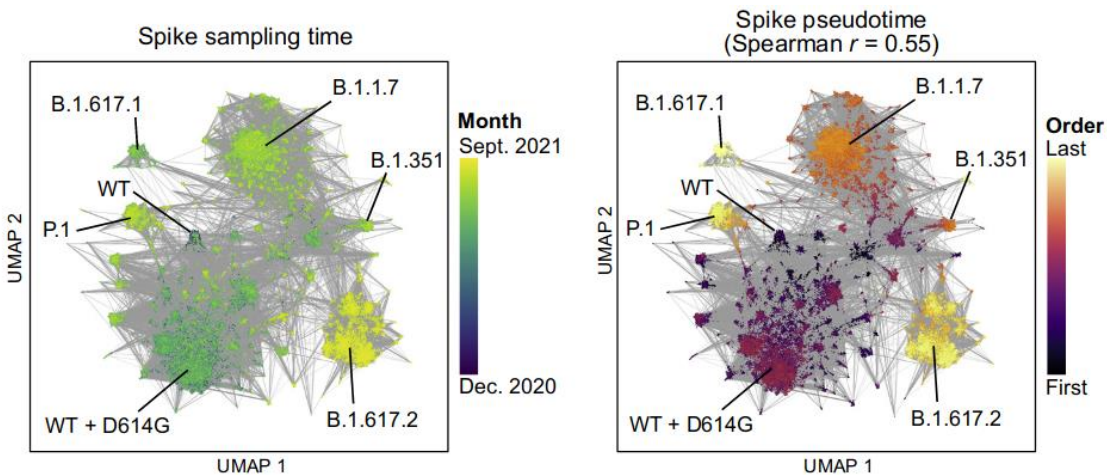 Spike sampling time
B.1.617.1
B.1.1.7
B.1.351
WT
P.1
WT + D614G
B.1.617.2
UMAP 2
UMAP 1
Month
Sept. 2021
Dec. 2020
Spike pseudotime
(Spearman r = 0.55)
B.1.617.1
B.1.1.7
B.1.351
WT
P.1
WT + D614G
B.1.617.2
UMAP 2
UMAP 1
Order
Last
First